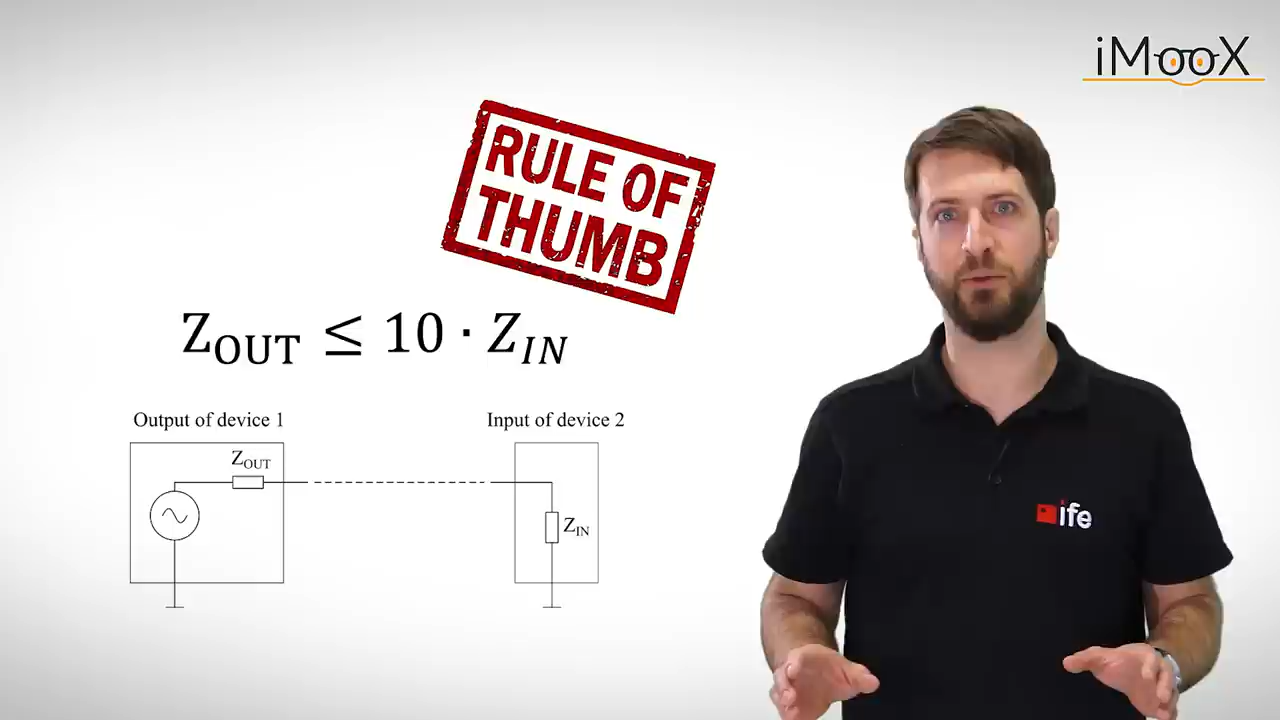 iMooX
RULE OF
THUMB
Z_OUT ≤ 10 · Z_IN
Output of device 1
Input of device 2
Z_OUT
Z_IN
ife